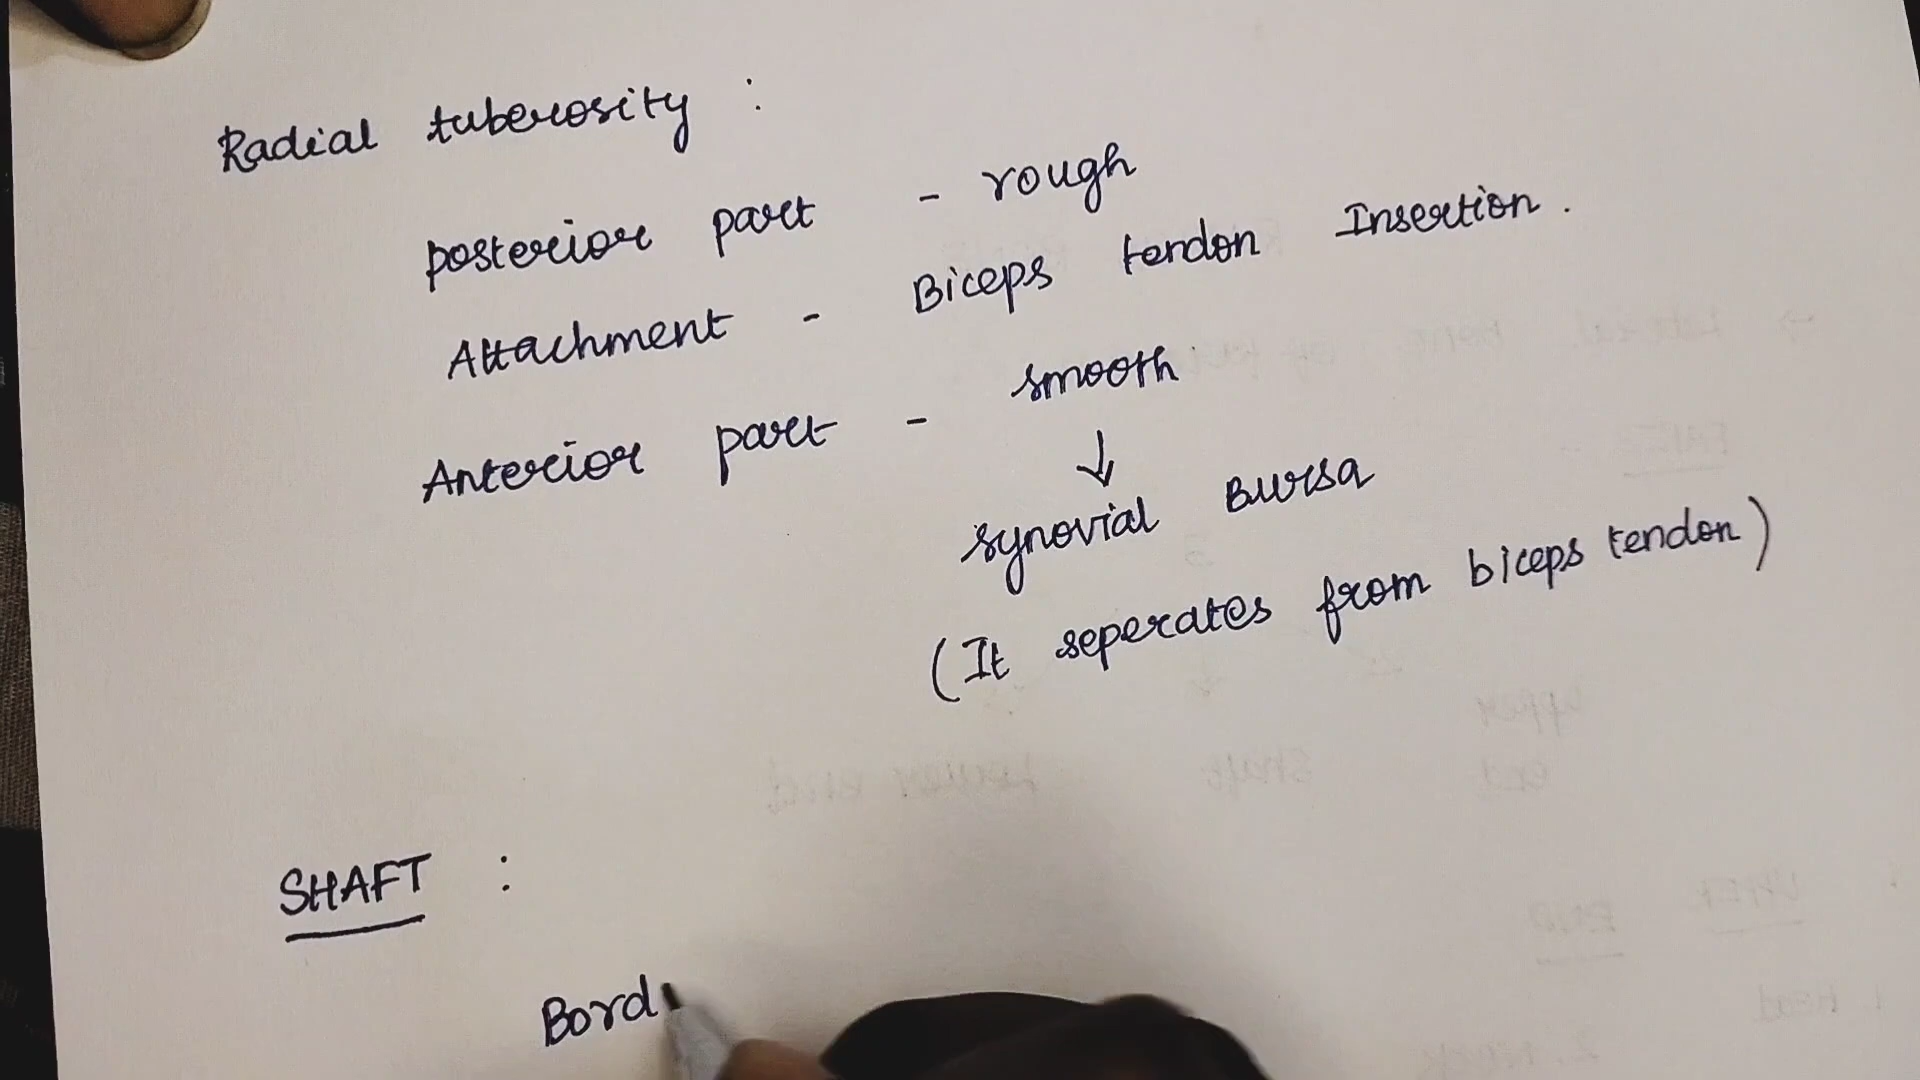 Radial tuberosity :
posterior part - rough
Attachment - Biceps tendon Insertion.
Anterior part - smooth
↓
synovial Bursa
(It seperates from biceps tendon)
SHAFT :
Bord